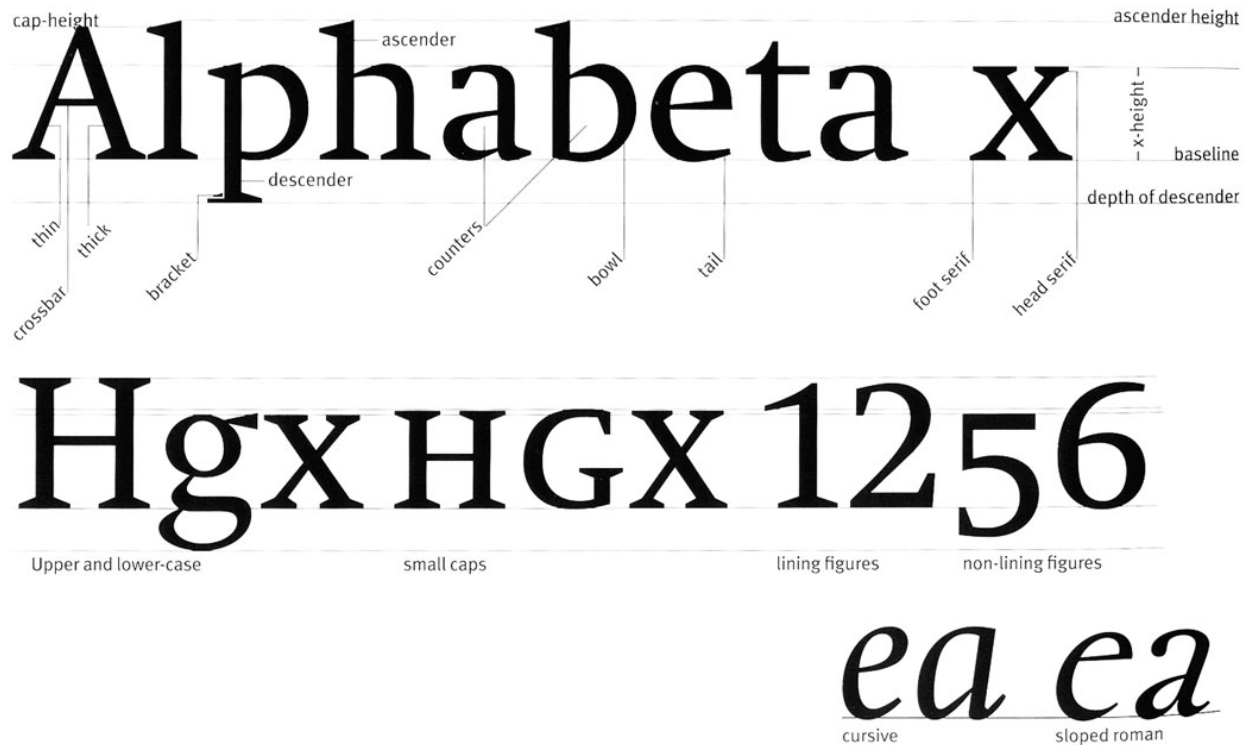 cap-height
ascender height
Alphabeta x
ascender
x-height
baseline
descender
depth of descender
thin
thick
crossbar
bracket
counters
bowl
tail
foot serif
head serif
Hgx HGX 12 56
Upper and lower-case
small caps
lining figures
non-lining figures
ea ea
cursive
sloped roman